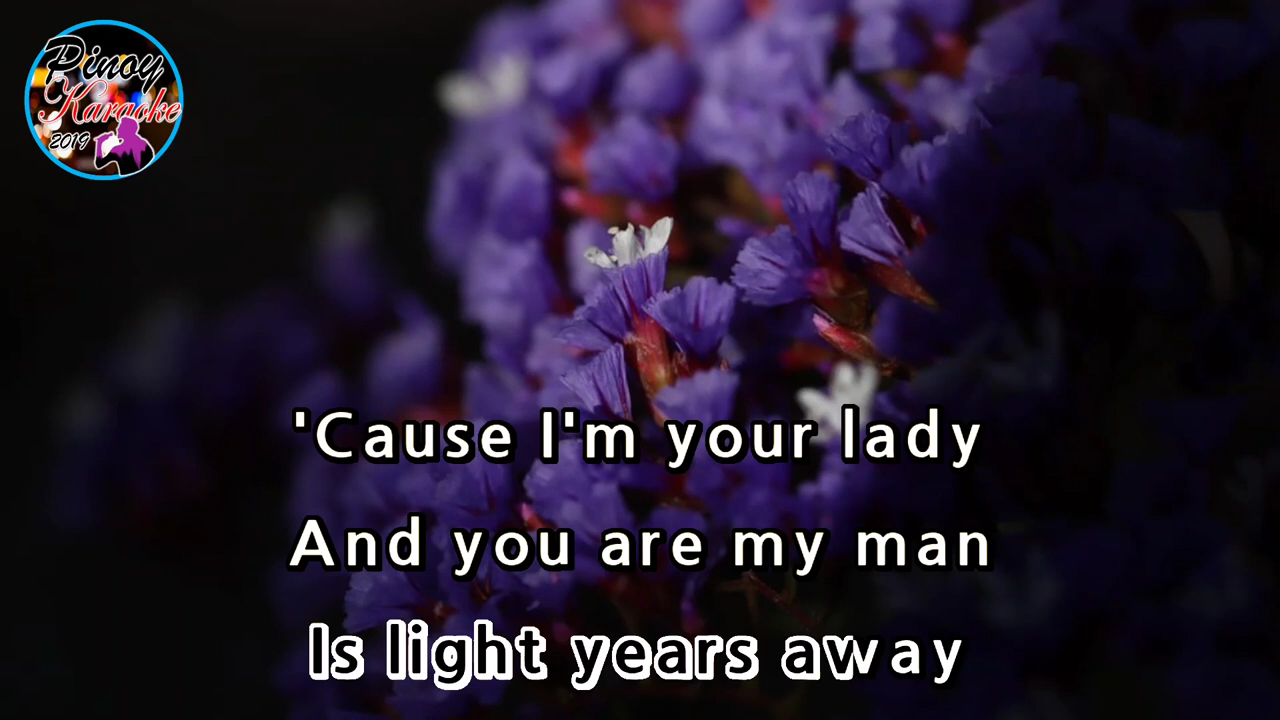 Pinoy
Karaoke
2019
'Cause I'm your lady
And you are my man
Is light years away